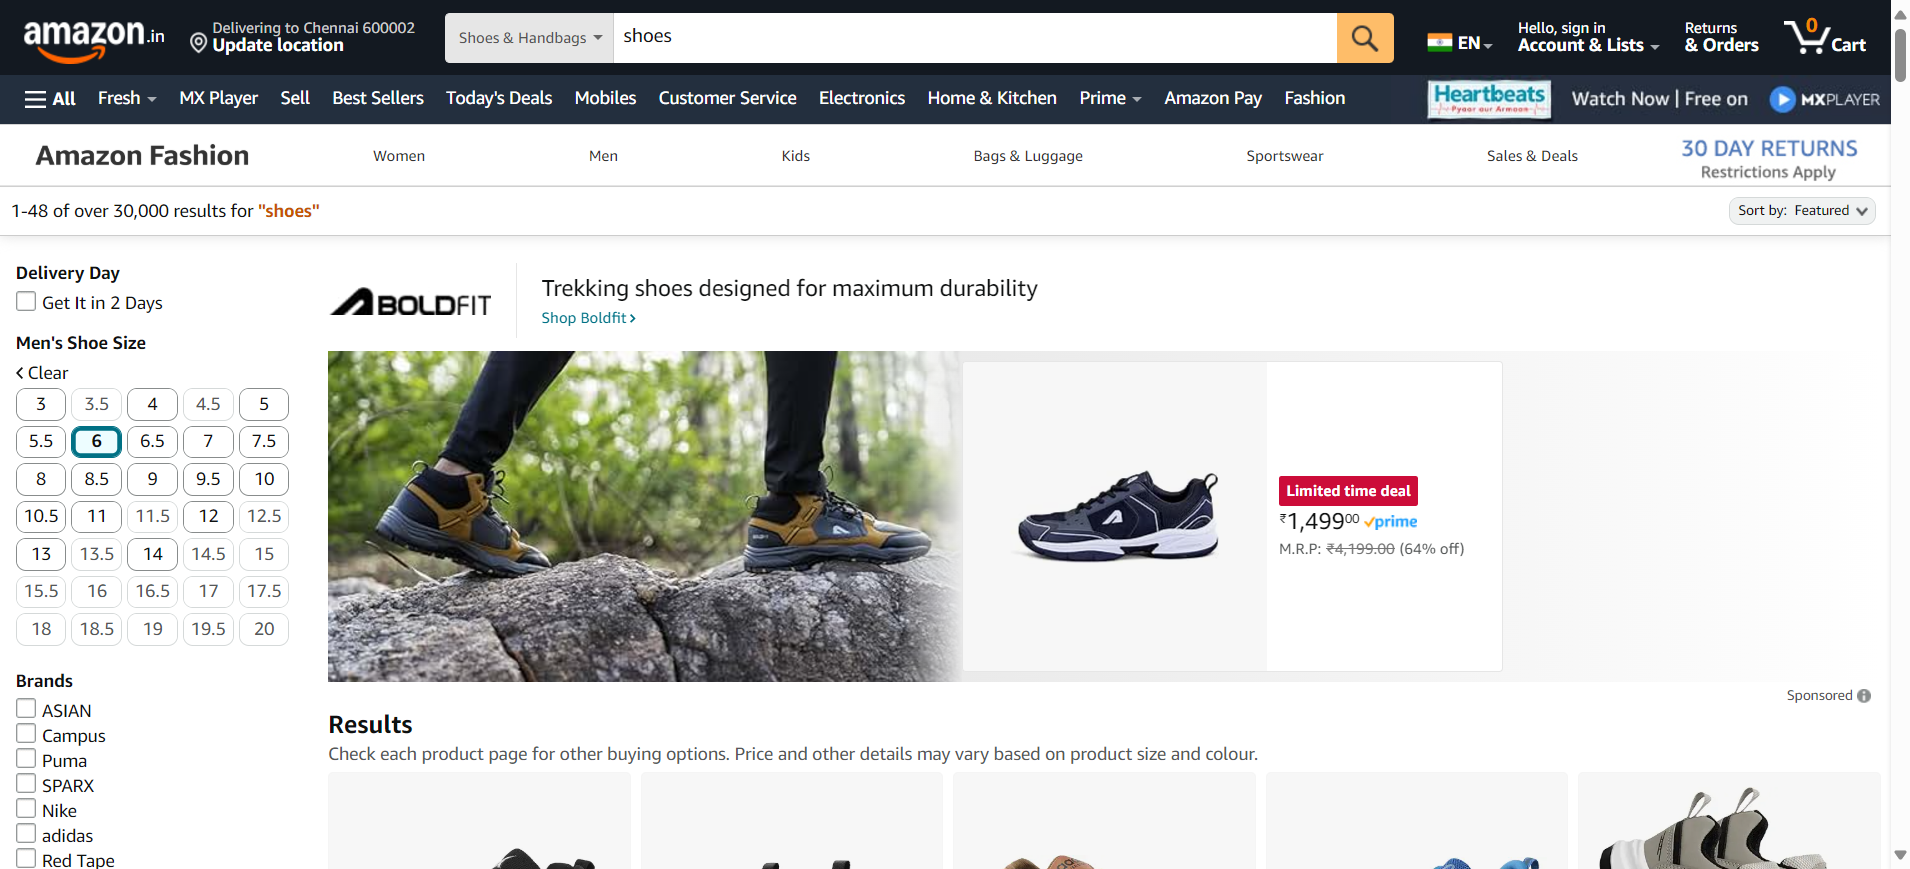 amazon.in
Delivering to Chennai 600002
Update location
Shoes & Handbags
shoes
EN
Hello, sign in
Account & Lists
Returns
& Orders
0
Cart
All
Fresh
MX Player
Sell
Best Sellers
Today's Deals
Mobiles
Customer Service
Electronics
Home & Kitchen
Prime
Amazon Pay
Fashion
Heartbeats
Pyaar aur Armaan
Watch Now | Free on
MXPLAYER
Amazon Fashion
Women
Men
Kids
Bags & Luggage
Sportswear
Sales & Deals
30 DAY RETURNS
Restrictions Apply
1-48 of over 30,000 results for "shoes"
Sort by: Featured
Delivery Day
Get It in 2 Days
Men's Shoe Size
Clear
3 3.5 4 4.5 5
5.5 6 6.5 7 7.5
8 8.5 9 9.5 10
10.5 11 11.5 12 12.5
13 13.5 14 14.5 15
15.5 16 16.5 17 17.5
18 18.5 19 19.5 20
Brands
ASIAN
Campus
Puma
SPARX
Nike
adidas
Red Tape
BOLDFIT
Trekking shoes designed for maximum durability
Shop Boldfit
BOLDFIT
Limited time deal
₹1,49900 prime
M.R.P: ₹4,199.00 (64% off)
Sponsored
Results
Check each product page for other buying options. Price and other details may vary based on product size and colour.